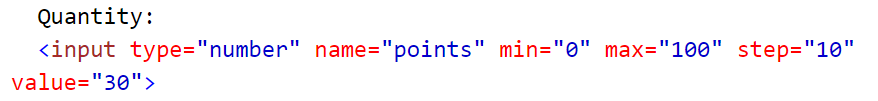 Quantity:
<input type="number" name="points" min="0" max="100" step="10"
value="30">